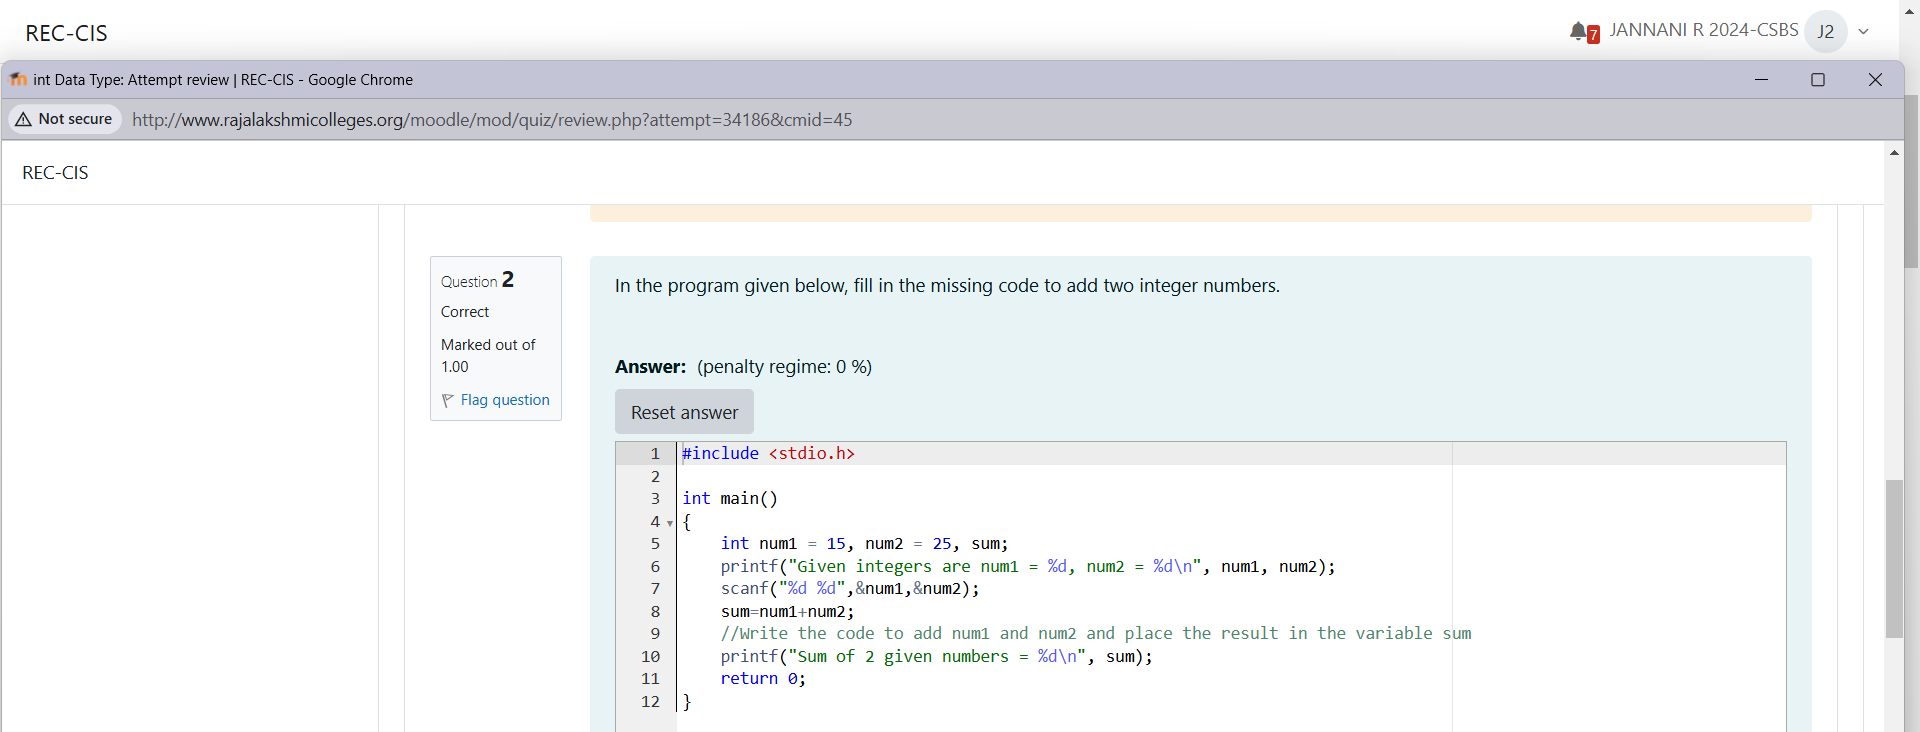 REC-CIS
7 JANNANI R 2024-CSBS J2
int Data Type: Attempt review | REC-CIS - Google Chrome
Not secure http://www.rajalakshmicolleges.org/moodle/mod/quiz/review.php?attempt=34186&cmid=45
REC-CIS
Question 2
Correct
Marked out of
1.00
Flag question
In the program given below, fill in the missing code to add two integer numbers.
Answer: (penalty regime: 0 %)
Reset answer
1 #include <stdio.h>
2
3 int main()
4 {
5 int num1 = 15, num2 = 25, sum;
6 printf("Given integers are num1 = %d, num2 = %d\n", num1, num2);
7 scanf("%d %d",&num1,&num2);
8 sum=num1+num2;
9 //Write the code to add num1 and num2 and place the result in the variable sum
10 printf("Sum of 2 given numbers = %d\n", sum);
11 return 0;
12 }